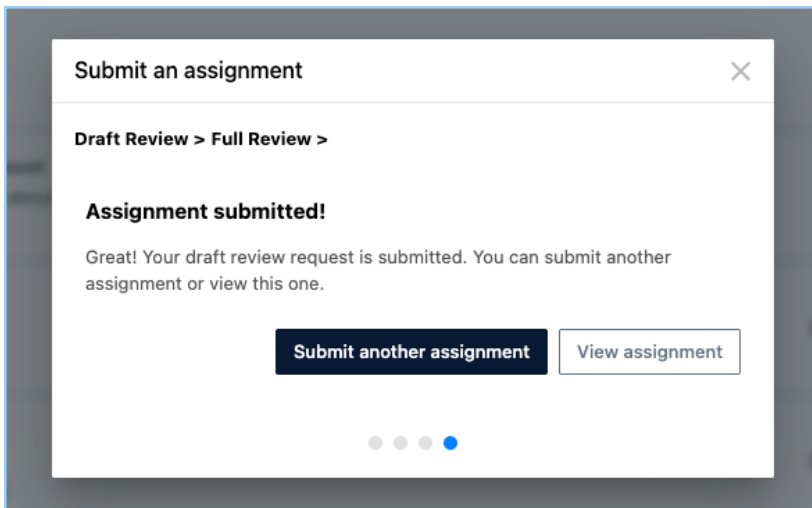 Submit an assignment
Draft Review > Full Review >
Assignment submitted!
Great! Your draft review request is submitted. You can submit another
assignment or view this one.
Submit another assignment
View assignment